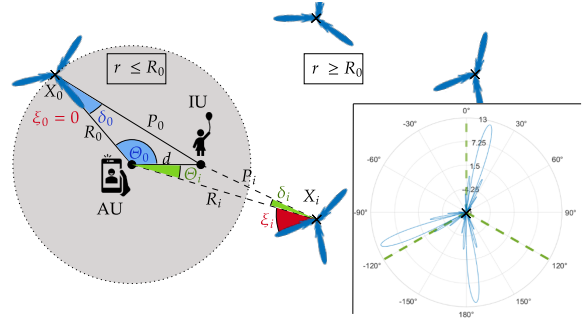 r ≤ R₀
r ≥ R₀
X₀
δ₀
P₀
IU
ξ₀ = 0
R₀
Θ₀
d
Θᵢ
Pᵢ
AU
Rᵢ
δᵢ
Xᵢ
ξᵢ
0°
-30°
30°
13
7.25
-60°
60°
1.5
-4.25
-90°
90°
-120°
120°
-150°
150°
180°